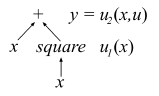 + y = u₂(x,u)
x square u₁(x)
x